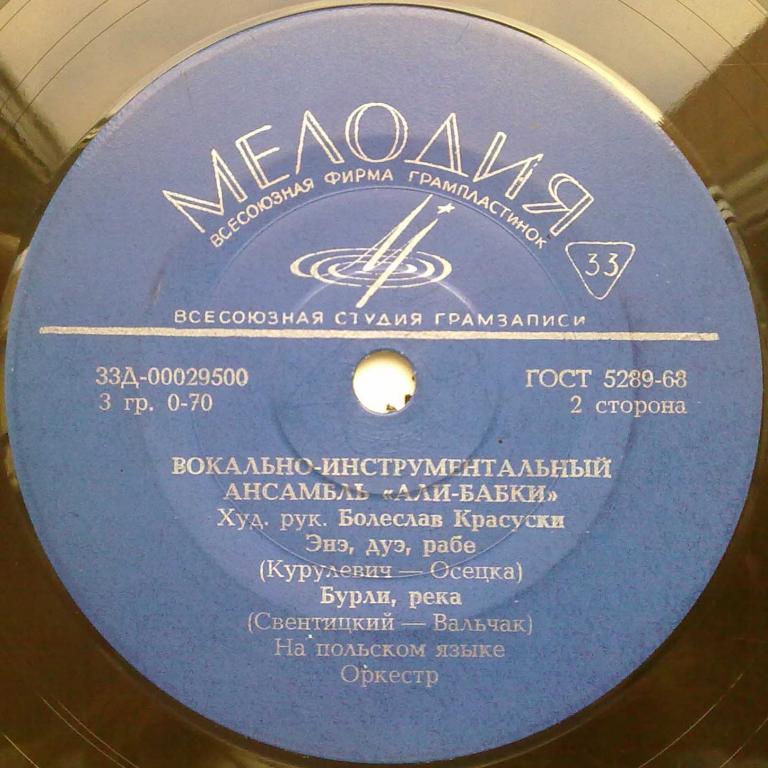 МЕЛОДИЯ
ВСЕСОЮЗНАЯ ФИРМА ГРАМПЛАСТИНОК
33
ВСЕСОЮЗНАЯ СТУДИЯ ГРАМЗАПИСИ
33Д-00029500
ГОСТ 5289-68
3 гр. 0-70
2 сторона
ВОКАЛЬНО-ИНСТРУМЕНТАЛЬНЫЙ
АНСАМБЛЬ «АЛИ-БАБКИ»
Худ. рук. Болеслав Красуски
Энэ, дуэ, рабе
(Курулевич — Осецка)
Бурли, река
(Свентицкий — Вальчак)
На польском языке
Оркестр